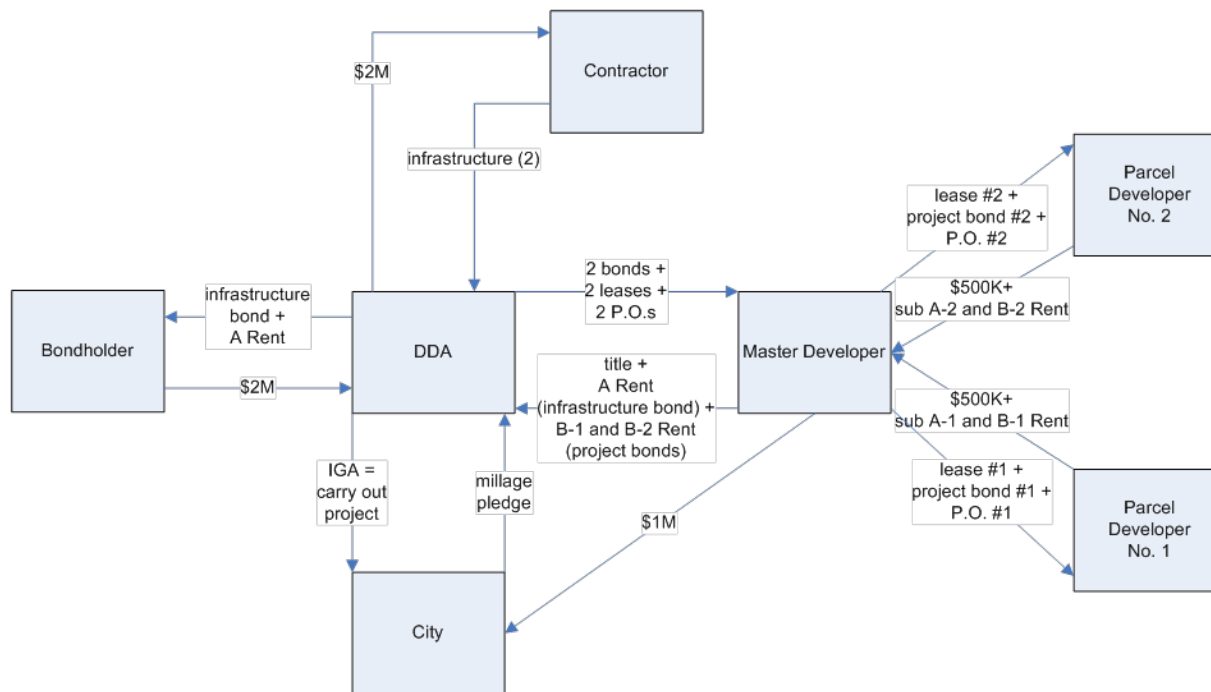 Contractor
$2M
infrastructure (2)
Parcel
Developer
No. 2
lease #2 +
project bond #2 +
P.O. #2
2 bonds +
2 leases +
2 P.O.s
$500K+
sub A-2 and B-2 Rent
infrastructure
bond +
A Rent
Bondholder
DDA
Master Developer
$2M
title +
A Rent
(infrastructure bond) +
B-1 and B-2 Rent
(project bonds)
$500K+
sub A-1 and B-1 Rent
IGA =
carry out
project
millage
pledge
lease #1 +
project bond #1 +
P.O. #1
$1M
Parcel
Developer
No. 1
City